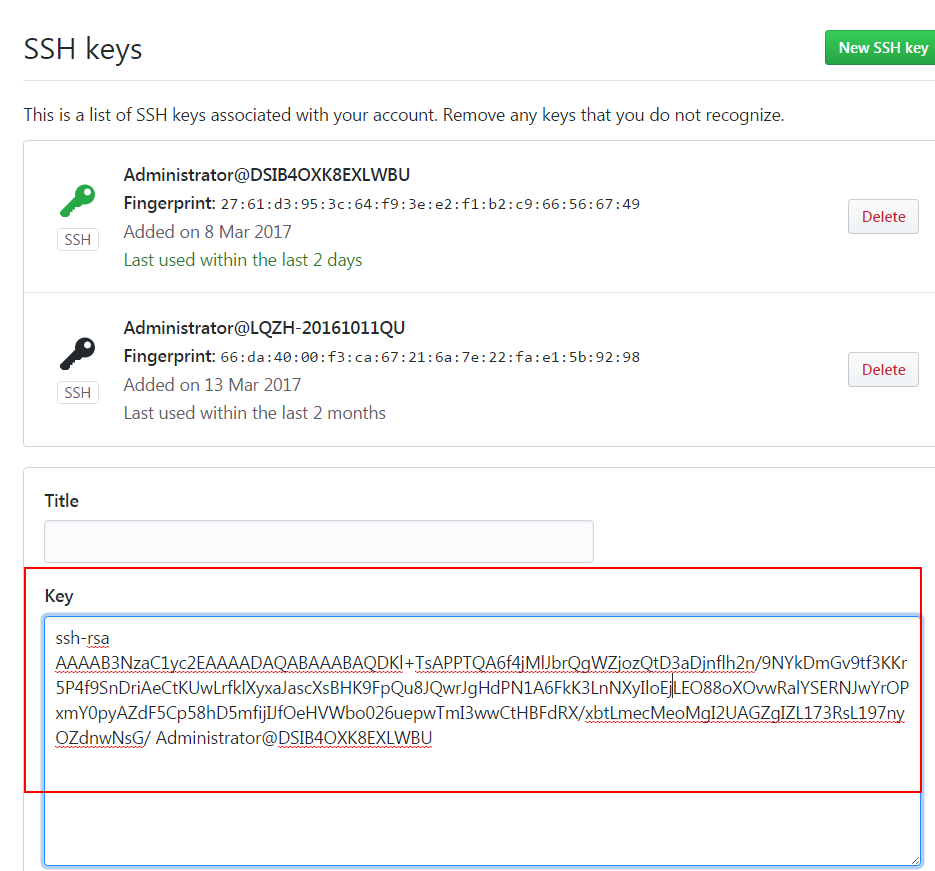 SSH keys
New SSH key
This is a list of SSH keys associated with your account. Remove any keys that you do not recognize.
Administrator@DSIB4OXK8EXLWBU
Fingerprint: 27:61:d3:95:3c:64:f9:3e:e2:f1:b2:c9:66:56:67:49
Added on 8 Mar 2017
Last used within the last 2 days
SSH
Delete
Administrator@LQZH-20161011QU
Fingerprint: 66:da:40:00:f3:ca:67:21:6a:7e:22:fa:e1:5b:92:98
Added on 13 Mar 2017
Last used within the last 2 months
SSH
Delete
Title
Key
ssh-rsa
AAAAB3NzaC1yc2EAAAADAQABAAABAQDKl+TsAPPTQA6f4jMlJbrQgWZjozQtD3aDjnflh2n/9NYkDmGv9tf3KKr
5P4f9SnDriAeCtKUwLrfklXyxaJascXsBHK9FpQu8JQwrJgHdPN1A6FkK3LnNXyIloEjLEO88oXOvwRalYSERNJwYrOP
xmY0pyAZdF5Cp58hD5mfijIJfOeHVWbo026uepwTmI3wwCtHBFdRX/xbtLmecMeoMgI2UAGZgIZL173RsL197ny
OZdnwNsG/ Administrator@DSIB4OXK8EXLWBU